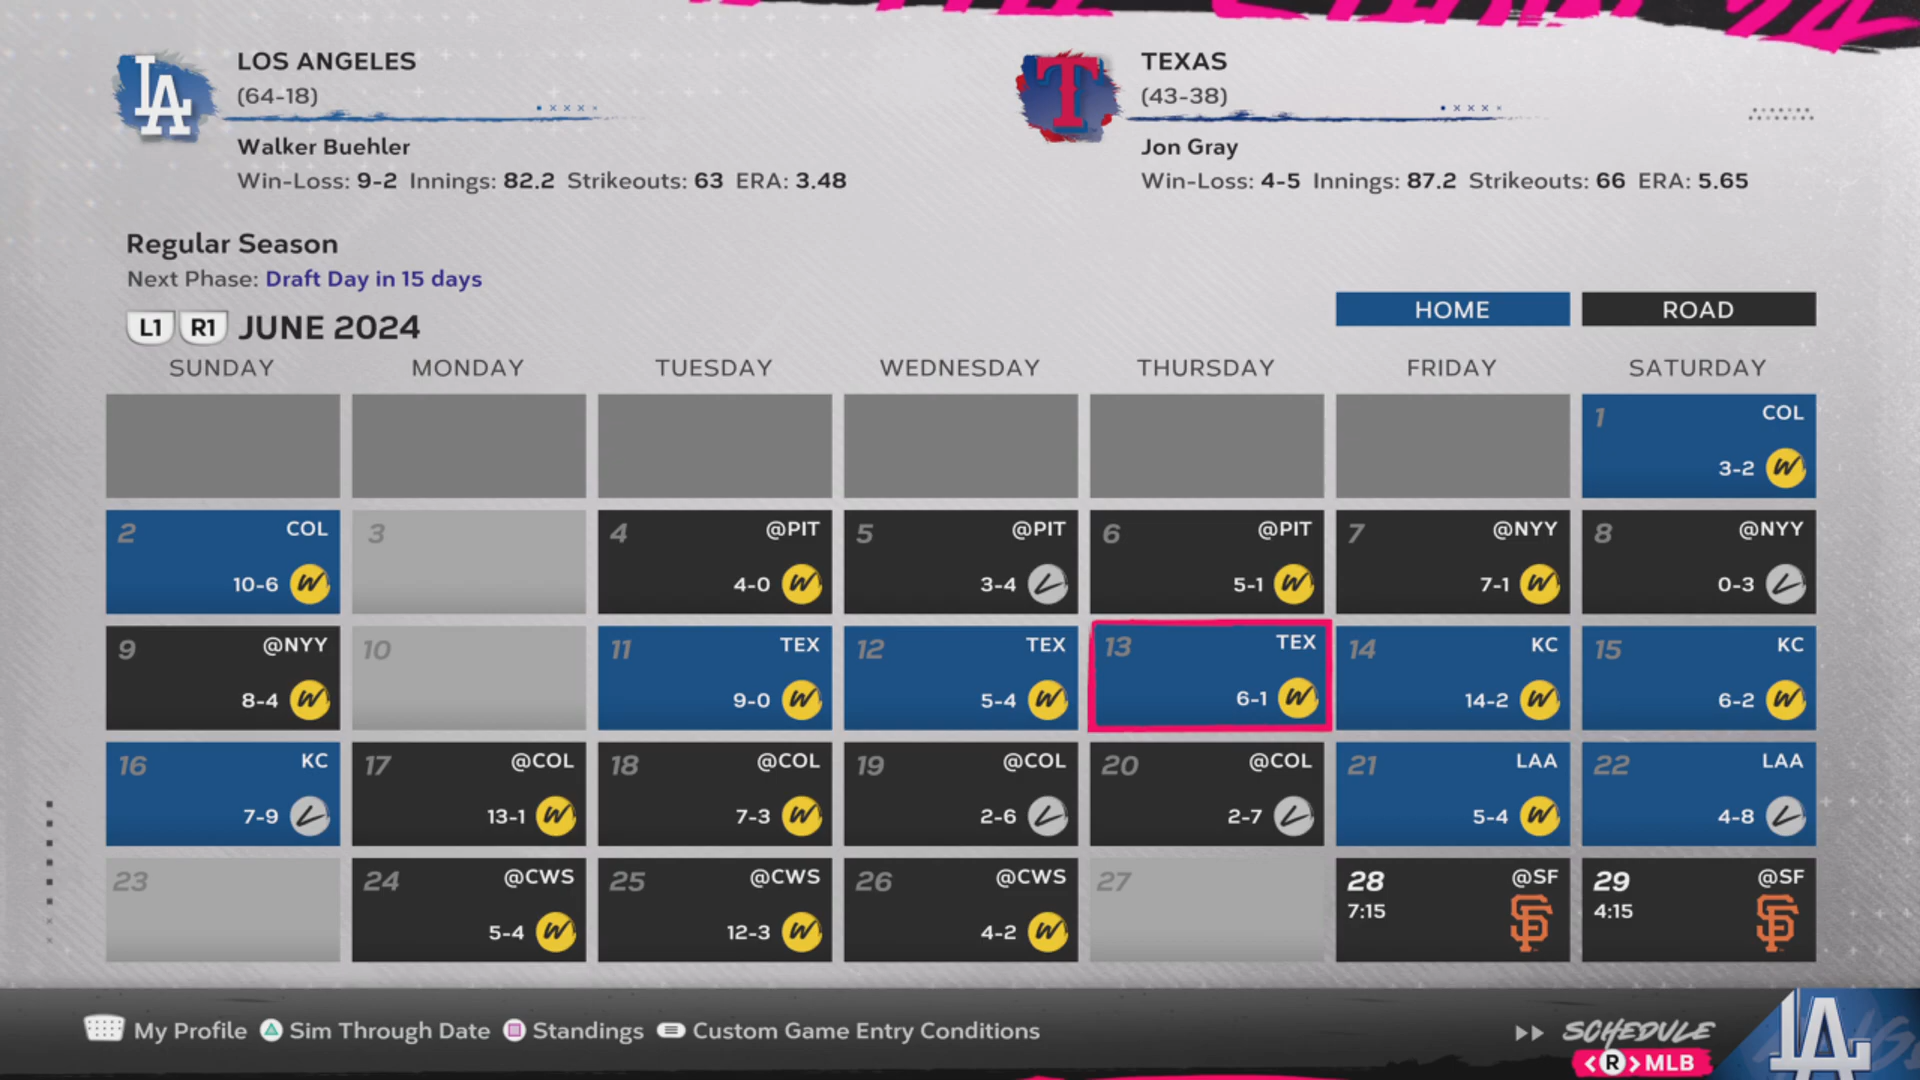 LOS ANGELES
(64-18)
Walker Buehler
Win-Loss: 9-2 Innings: 82.2 Strikeouts: 63 ERA: 3.48
TEXAS
(43-38)
Jon Gray
Win-Loss: 4-5 Innings: 87.2 Strikeouts: 66 ERA: 5.65
Regular Season
Next Phase: Draft Day in 15 days
L1 R1 JUNE 2024
HOME ROAD
SUNDAY MONDAY TUESDAY WEDNESDAY THURSDAY FRIDAY SATURDAY
1 COL
3-2 W
2 COL 3 4 @PIT 5 @PIT 6 @PIT 7 @NYY 8 @NYY
10-6 W 4-0 W 3-4 L 5-1 W 7-1 W 0-3 L
9 @NYY 10 11 TEX 12 TEX 13 TEX 14 KC 15 KC
8-4 W 9-0 W 5-4 W 6-1 W 14-2 W 6-2 W
16 KC 17 @COL 18 @COL 19 @COL 20 @COL 21 LAA 22 LAA
7-9 L 13-1 W 7-3 W 2-6 L 2-7 L 5-4 W 4-8 L
23 24 @CWS 25 @CWS 26 @CWS 27 28 @SF 29 @SF
7:15 SF 4:15 SF
5-4 W 12-3 W 4-2 W
My Profile Sim Through Date Standings Custom Game Entry Conditions
SCHEDULE
R MLB
LA